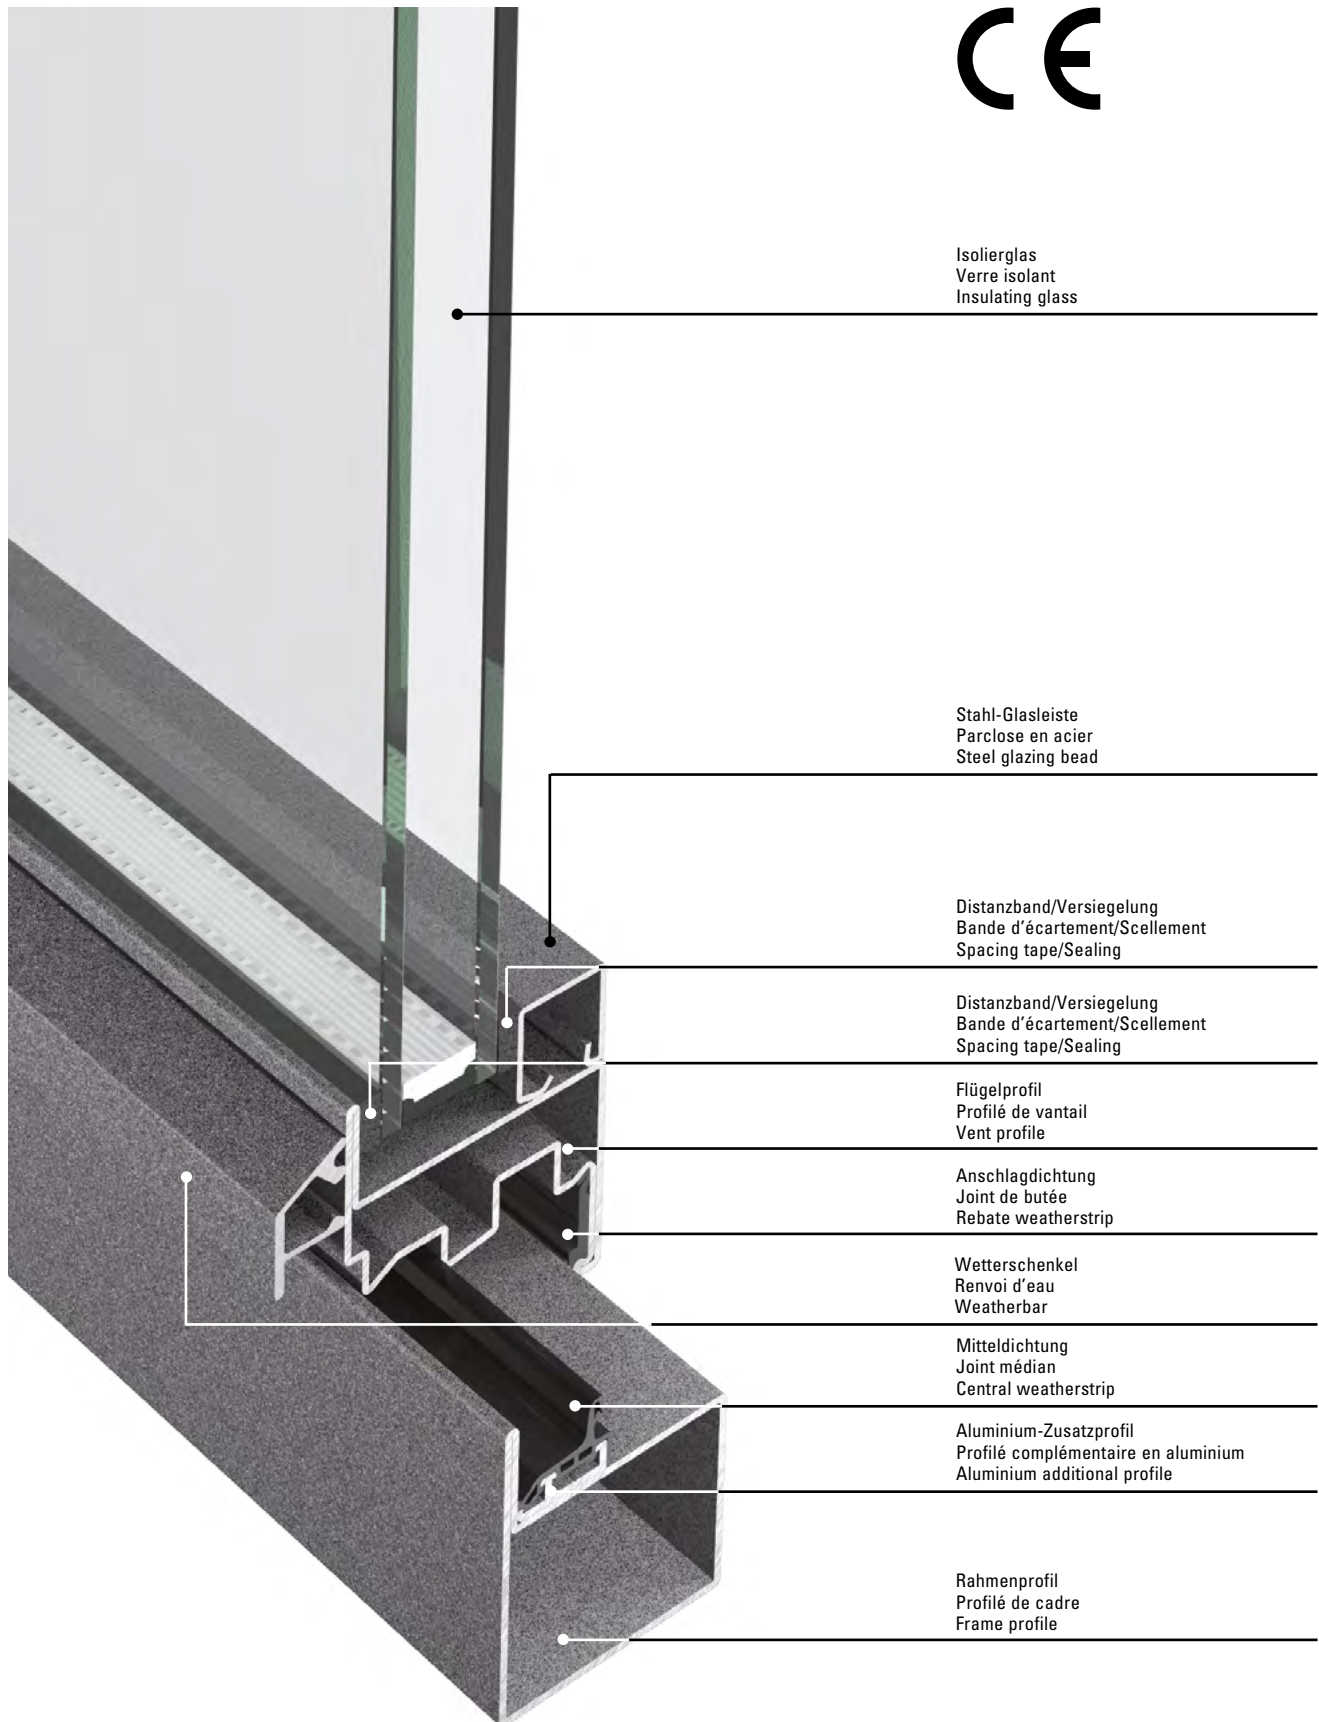 CE
Isolierglas
Verre isolant
Insulating glass
Stahl-Glasleiste
Parclose en acier
Steel glazing bead
Distanzband/Versiegelung
Bande d'écartement/Scellement
Spacing tape/Sealing
Distanzband/Versiegelung
Bande d'écartement/Scellement
Spacing tape/Sealing
Flügelprofil
Profilé de vantail
Vent profile
Anschlagdichtung
Joint de butée
Rebate weatherstrip
Wetterschenkel
Renvoi d'eau
Weatherbar
Mitteldichtung
Joint médian
Central weatherstrip
Aluminium-Zusatzprofil
Profilé complémentaire en aluminium
Aluminium additional profile
Rahmenprofil
Profilé de cadre
Frame profile